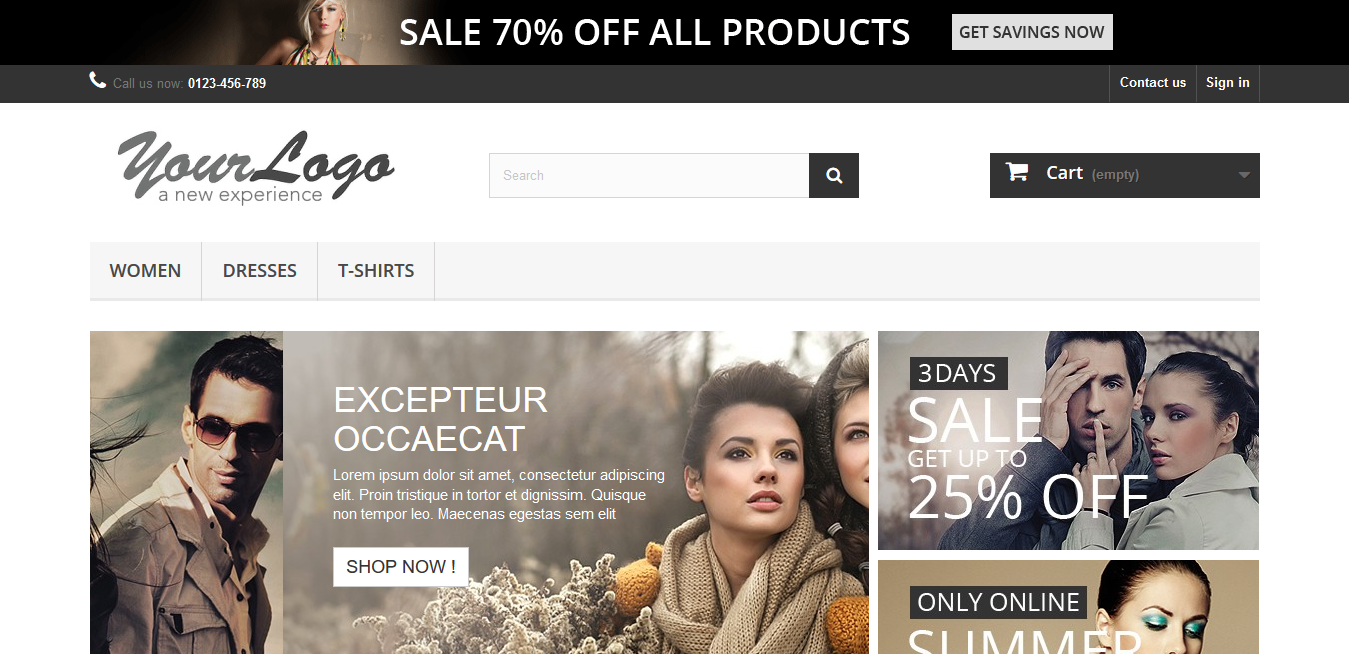 SALE 70% OFF ALL PRODUCTS
GET SAVINGS NOW
Call us now: 0123-456-789
Contact us
Sign in
YourLogo
a new experience
Search
Cart (empty)
WOMEN
DRESSES
T-SHIRTS
EXCEPTEUR
OCCAECAT
Lorem ipsum dolor sit amet, consectetur adipiscing
elit. Proin tristique in tortor et dignissim. Quisque
non tempor leo. Maecenas egestas sem elit
SHOP NOW !
3 DAYS
SALE
GET UP TO
25% OFF
ONLY ONLINE
SUMMER